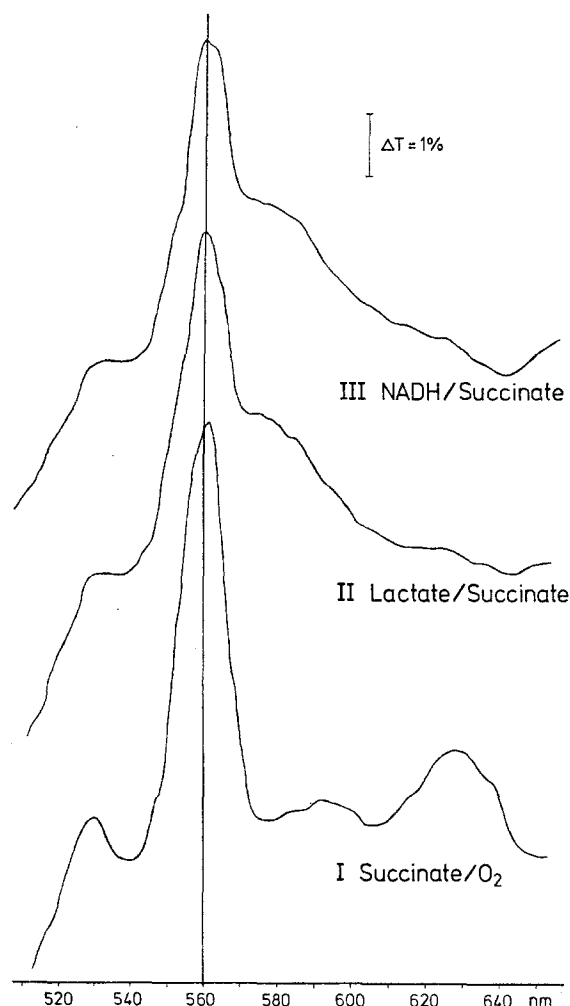 ΔT = 1%
III NADH/Succinate
II Lactate/Succinate
I Succinate/O₂
520 540 560 580 600 620 640 nm